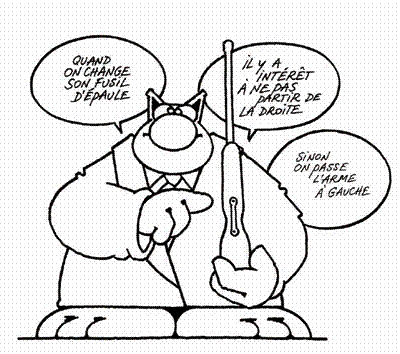 QUAND
ON CHANGE
SON FUSIL
D'ÉPAULE
IL Y A
INTÉRÊT
À NE PAS
PARTIR DE
LA DROITE
SINON
ON PASSE
L'ARME
À GAUCHE